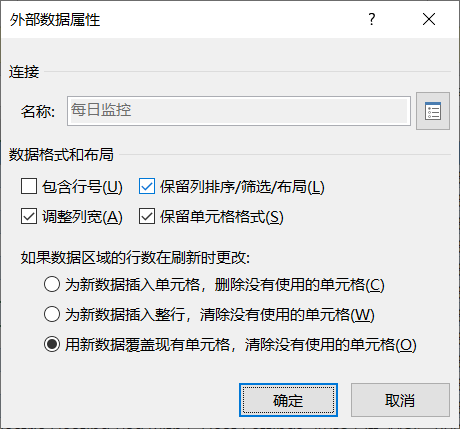 外部数据属性
连接
名称: 每日监控
数据格式和布局
包含行号(U) 保留列排序/筛选/布局(L)
调整列宽(A) 保留单元格格式(S)
如果数据区域的行数在刷新时更改:
为新数据插入单元格，删除没有使用的单元格(C)
为新数据插入整行，清除没有使用的单元格(W)
用新数据覆盖现有单元格，清除没有使用的单元格(O)
确定 取消